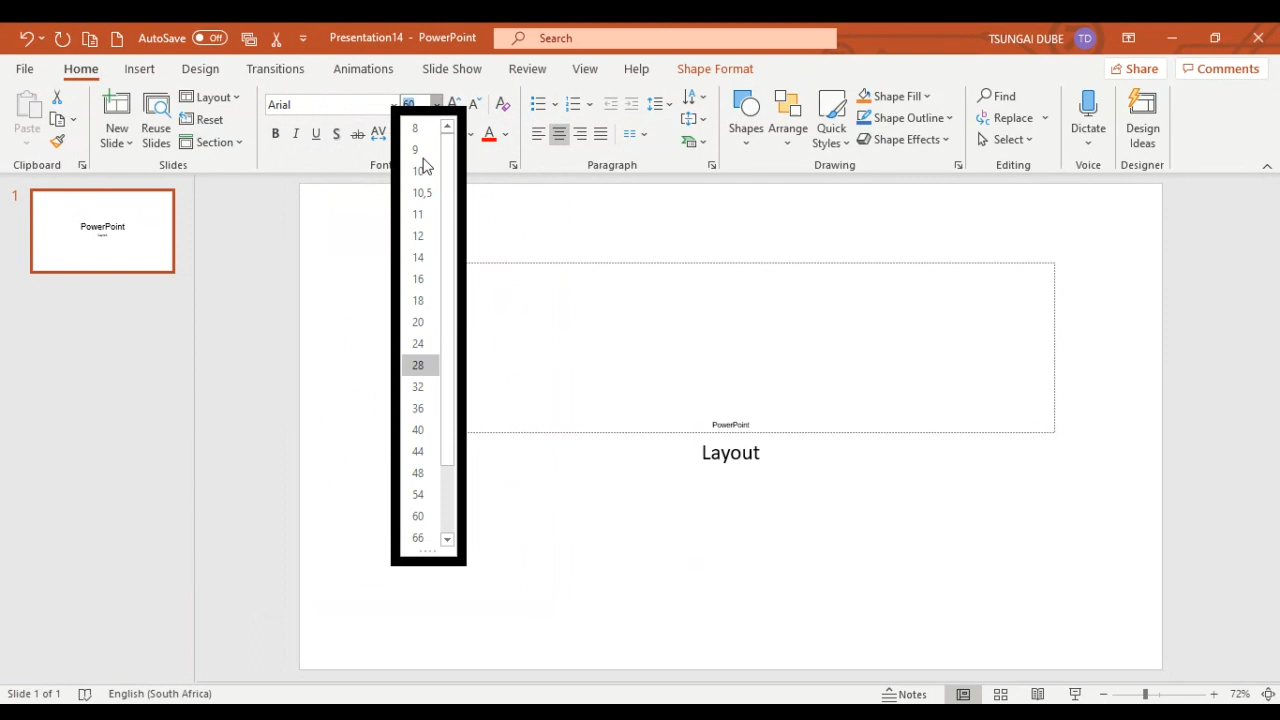 AutoSave Off Presentation14 - PowerPoint Search TSUNGAI DUBE TD
File Home Insert Design Transitions Animations Slide Show Review View Help Shape Format Share Comments
Paste
Clipboard
New
Slide
Reuse
Slides
Layout
Reset
Section
Slides
Arial
60
B I U S ab AV A
Fon
Paragraph
Shapes
Arrange
Quick
Styles
Shape Fill
Shape Outline
Shape Effects
Drawing
Find
Replace
Select
Editing
Dictate
Voice
Design
Ideas
Designer
8
9
10
10,5
11
12
14
16
18
20
24
28
32
36
40
44
48
54
60
66
1
PowerPoint
PowerPoint
Layout
Slide 1 of 1 English (South Africa) Notes 72%